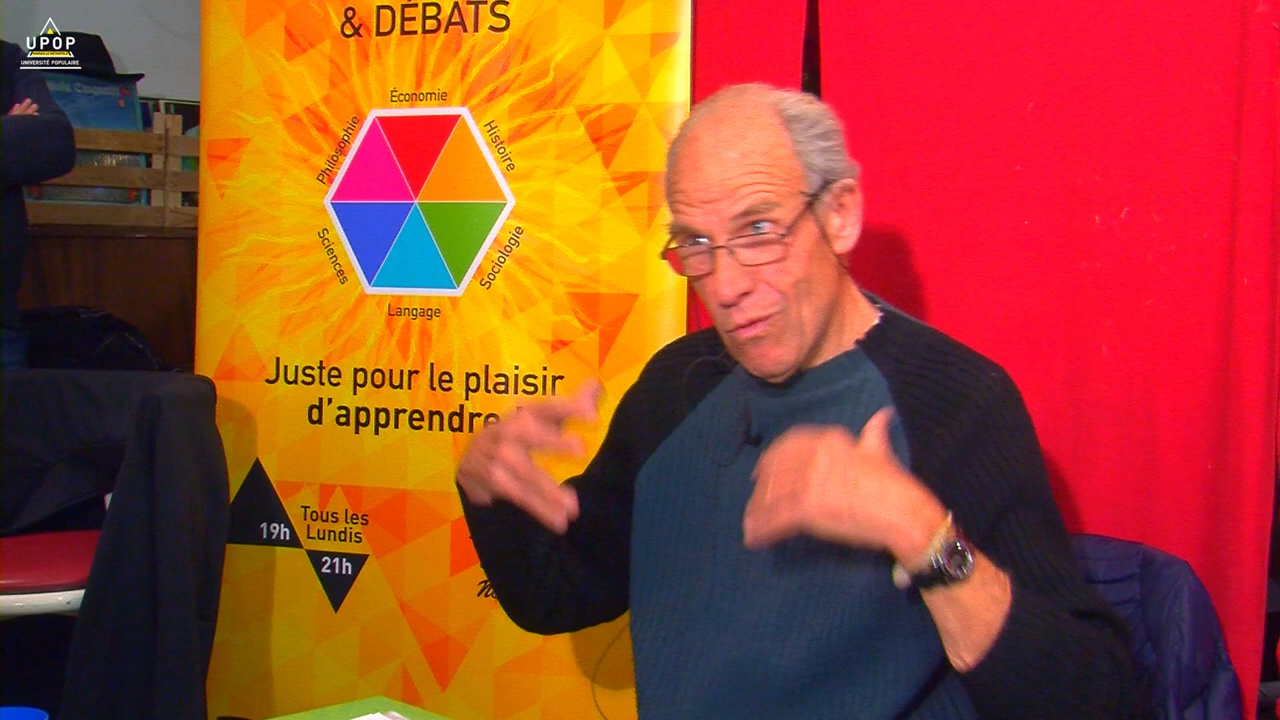 UPOP
UNIVERSITÉ POPULAIRE
& DÉBATS
Économie
Histoire
Philosophie
Sciences
Sociologie
Langage
Juste pour le plaisir
d'apprendre
19h
Tous les
Lundis
21h